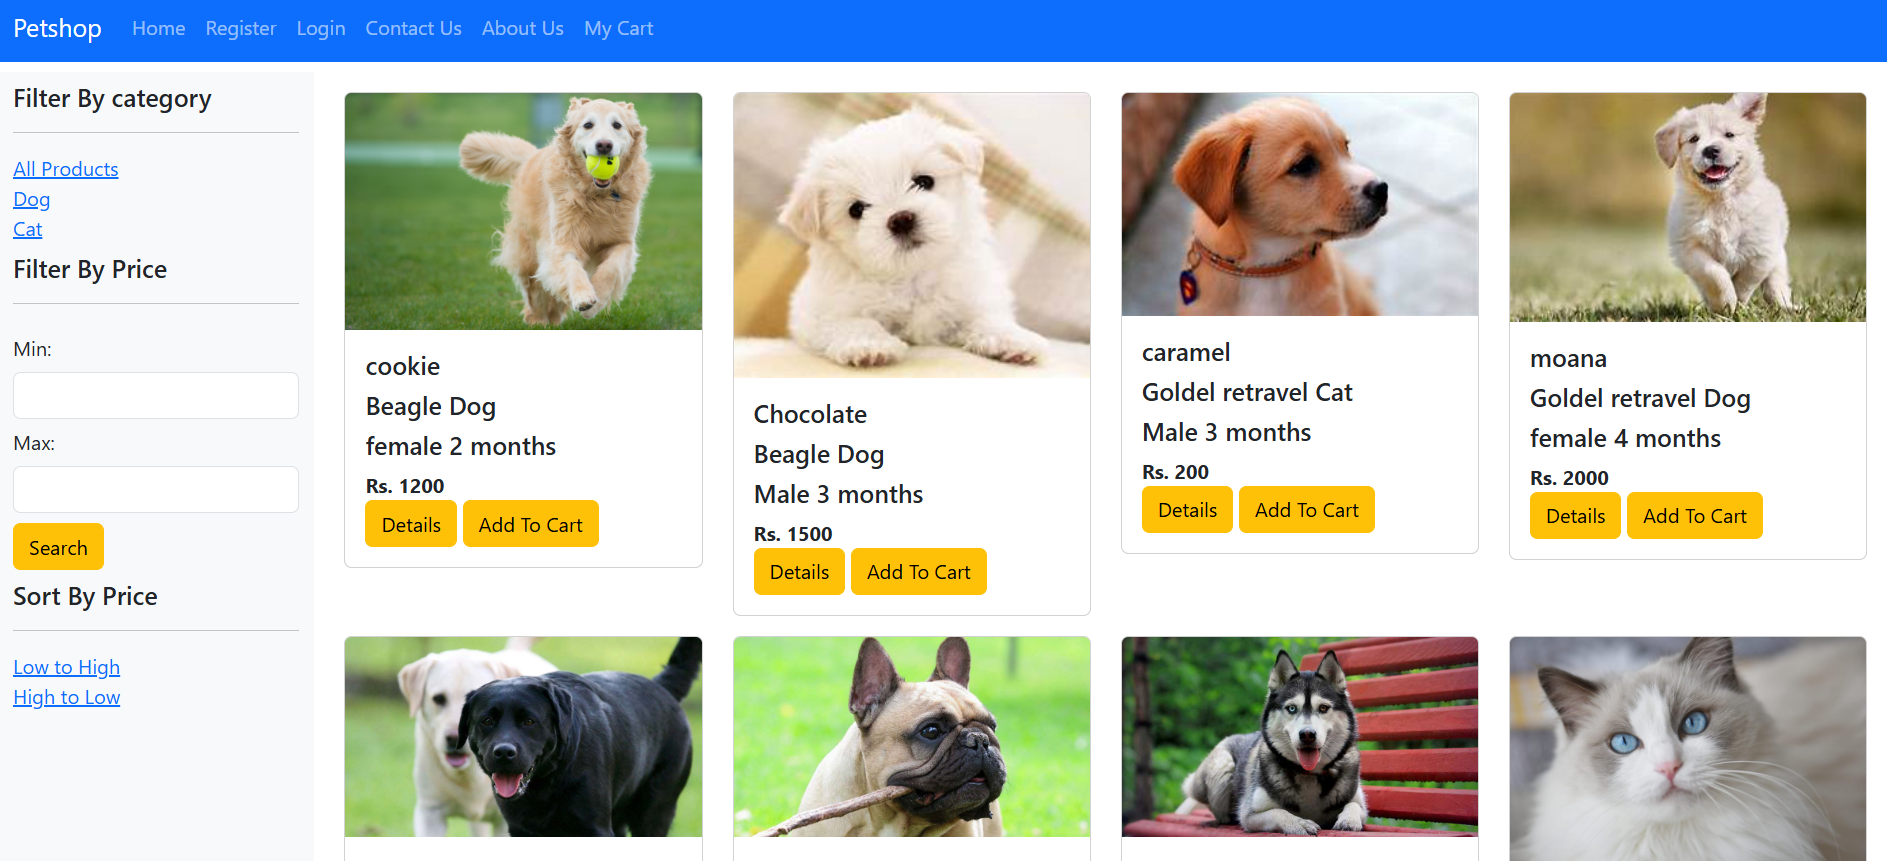 Petshop Home Register Login Contact Us About Us My Cart
Filter By category
All Products
Dog
Cat
Filter By Price
Min:
Max:
Search
Sort By Price
Low to High
High to Low
cookie
Beagle Dog
female 2 months
Rs. 1200
Details Add To Cart
Chocolate
Beagle Dog
Male 3 months
Rs. 1500
Details Add To Cart
caramel
Goldel retravel Cat
Male 3 months
Rs. 200
Details Add To Cart
moana
Goldel retravel Dog
female 4 months
Rs. 2000
Details Add To Cart